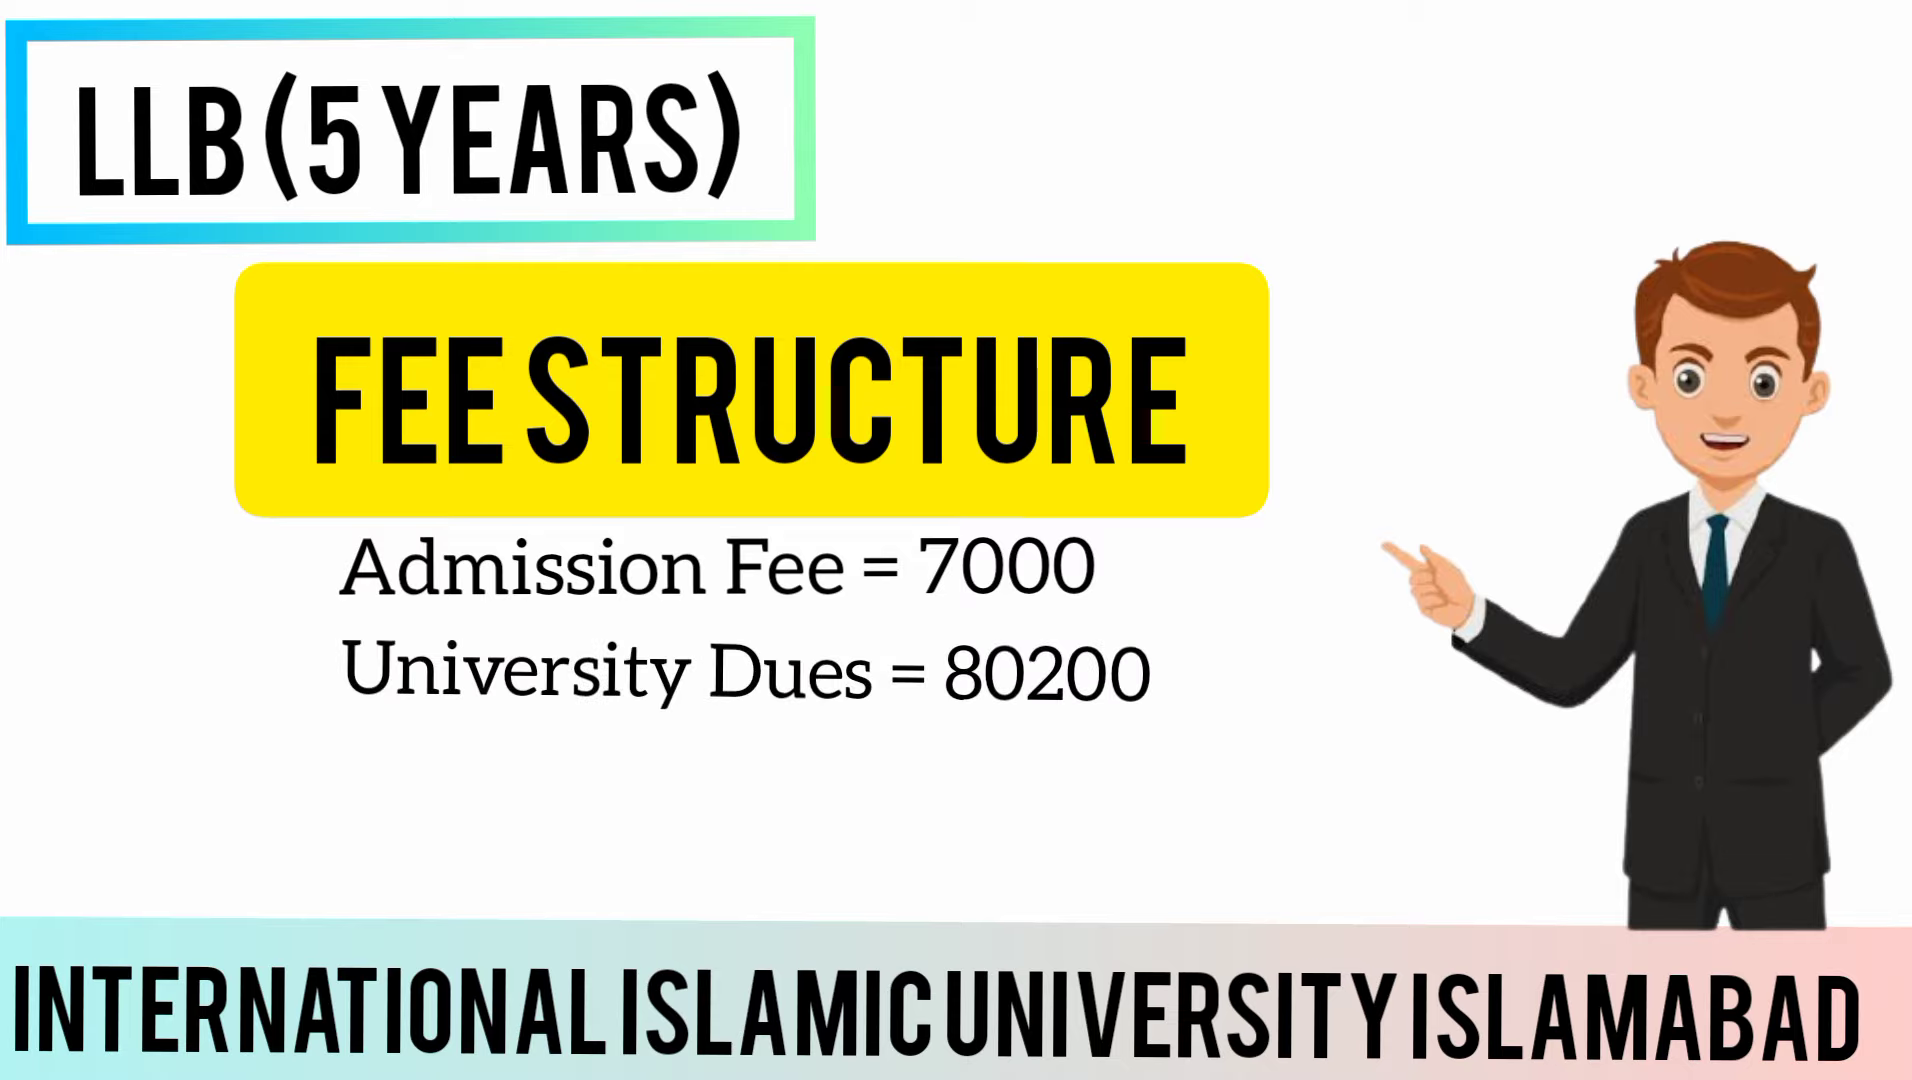 LLB (5 YEARS)
FEE STRUCTURE
Admission Fee = 7000
University Dues = 80200
INTERNATIONAL ISLAMIC UNIVERSITY ISLAMABAD